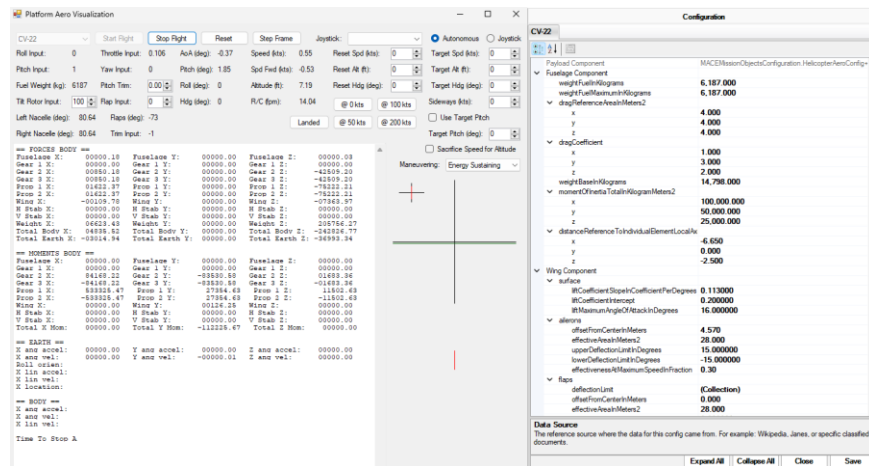 Platform Aero Visualization
CV-22 Start Flight Stop Flight Reset Step Frame Joystick: Autonomous Joystick
Roll Input: 0 Throttle Input: 0.106 AoA (deg): -0.37 Speed (kts): 0.55 Reset Spd (kts): 0 Target Spd (kts): 0
Pitch Input: 1 Yaw Input: 0 Pitch (deg): 1.85 Spd Fwd (kts): -0.53 Reset Alt (ft): 0 Target Alt (ft): 0
Fuel Weight (kg): 6187 Pitch Trim: 0.00 Roll (deg): 0 Altitude (ft): 7.19 Reset Hdg (deg): 0 Target Hdg (deg): 0
Tilt Rotor Input: 100 Flap Input: 0 Hdg (deg): 0 R/C (fpm): 14.04 @ 0 kts @ 100 kts Sideways (kts): 0
Left Nacelle (deg): 80.64 Flaps (deg): -73 Landed @ 50 kts @ 200 kts Use Target Pitch
Right Nacelle (deg): 80.64 Trim Input: -1 Target Pitch (deg): 0
Sacrifice Speed for Altitude
Maneuvering: Energy Sustaining
== FORCES BODY ==
Fuselage X: 00000.18 Fuselage Y: 00000.00 Fuselage Z: 00000.03
Gear 1 X: 00000.00 Gear 1 Y: 00000.00 Gear 1 Z: 00000.00
Gear 2 X: 00850.18 Gear 2 Y: 00000.00 Gear 2 Z: -42509.20
Gear 3 X: 00850.18 Gear 3 Y: 00000.00 Gear 3 Z: -42509.20
Prop 1 X: 01622.37 Prop 1 Y: 00000.00 Prop 1 Z: -75222.21
Prop 2 X: 01622.37 Prop 2 Y: 00000.00 Prop 2 Z: -75222.21
Wing X: -00109.78 Wing Y: 00000.00 Wing Z: -07363.97
H Stab X: 00000.00 H Stab Y: 00000.00 H Stab Z: 00000.00
V Stab X: 00000.00 V Stab Y: 00000.00 V Stab Z: 00000.00
Weight X: 06623.43 Weight Y: 00000.00 Weight Z: 205756.27
Total Body X: 04835.52 Total Body Y: 00000.00 Total Body Z: -242826.77
Total Earth X: -03014.94 Total Earth Y: 00000.00 Total Earth Z: -36993.34
== MOMENTS BODY ==
Fuselage X: 00000.00 Fuselage Y: 00000.00 Fuselage Z: 00000.00
Gear 1 X: 00000.00 Gear 1 Y: 00000.00 Gear 1 Z: 00000.00
Gear 2 X: 84168.22 Gear 2 Y: -83530.58 Gear 2 Z: 01683.36
Gear 3 X: -84168.22 Gear 3 Y: -83530.58 Gear 3 Z: -01683.36
Prop 1 X: 533325.47 Prop 1 Y: 27354.63 Prop 1 Z: 11502.63
Prop 2 X: -533325.47 Prop 2 Y: 27354.63 Prop 2 Z: -11502.63
Wing X: 00000.00 Wing Y: 00126.25 Wing Z: 00000.00
H Stab X: 00000.00 H Stab Y: 00000.00 H Stab Z: 00000.00
V Stab X: 00000.00 V Stab Y: 00000.00 V Stab Z: 00000.00
Total X Mom: 00000.00 Total Y Mom: -112225.67 Total Z Mom: 00000.00
== EARTH ==
X ang accel: 00000.00 Y ang accel: 00000.00 Z ang accel: 00000.00
X ang vel: 00000.00 Y ang vel: -00000.01 Z ang vel: 00000.00
Roll orien:
X lin accel:
X lin vel:
X location:
== BODY ==
X ang accel:
X ang vel:
X lin vel:
Time To Stop A
Configuration
CV-22
Payload Component MACEMissionObjectsConfiguration.HelicopterAeroConfig+
Fuselage Component
weightFuelInKilograms 6,187.000
weightFuelMaximumInKilograms 6,187.000
dragReferenceAreaInMeters2
x 4.000
y 4.000
z 4.000
dragCoefficient
x 1.000
y 3.000
z 2.000
weightBaseInKilograms 14,798.000
momentOfInertiaTotalInKilogramMeters2
x 100,000.000
y 50,000.000
z 25,000.000
distanceReferenceToIndividualElementLocalAx
x -6.650
y 0.000
z -2.500
Wing Component
surface
liftCoefficientSlopeInCoefficientPerDegrees 0.113000
liftCoefficientIntercept 0.200000
liftMaximumAngleOfAttackInDegrees 16.000000
ailerons
offsetFromCenterInMeters 4.570
effectiveAreaInMeters2 28.000
upperDeflectionLimitInDegrees 15.000000
lowerDeflectionLimitInDegrees -15.000000
effectivenessAtMaximumSpeedInFraction 0.30
flaps
deflectionLimit (Collection)
offsetFromCenterInMeters 0.000
effectiveAreaInMeters2 28.000
Data Source
The reference source where the data for this config came from. For example: Wikipedia, Janes, or specific classified
documents.
Expand All Collapse All Close Save